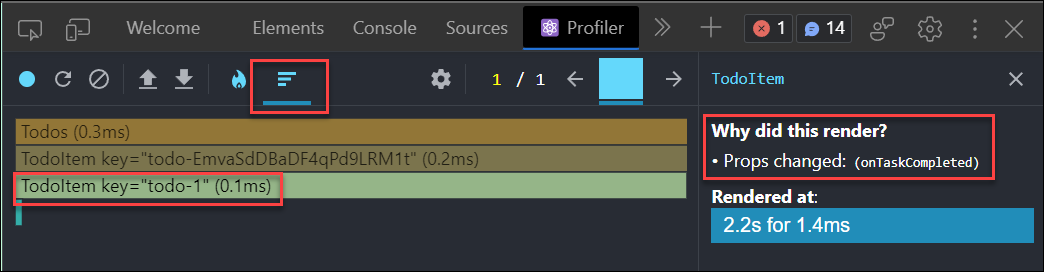 Welcome Elements Console Sources Profiler 1 14
1 / 1 TodoItem
Todos (0.3ms)
TodoItem key="todo-EmvaSdDBaDF4qPd9LRM1t" (0.2ms)
TodoItem key="todo-1" (0.1ms)
Why did this render?
• Props changed: (onTaskCompleted)
Rendered at:
2.2s for 1.4ms